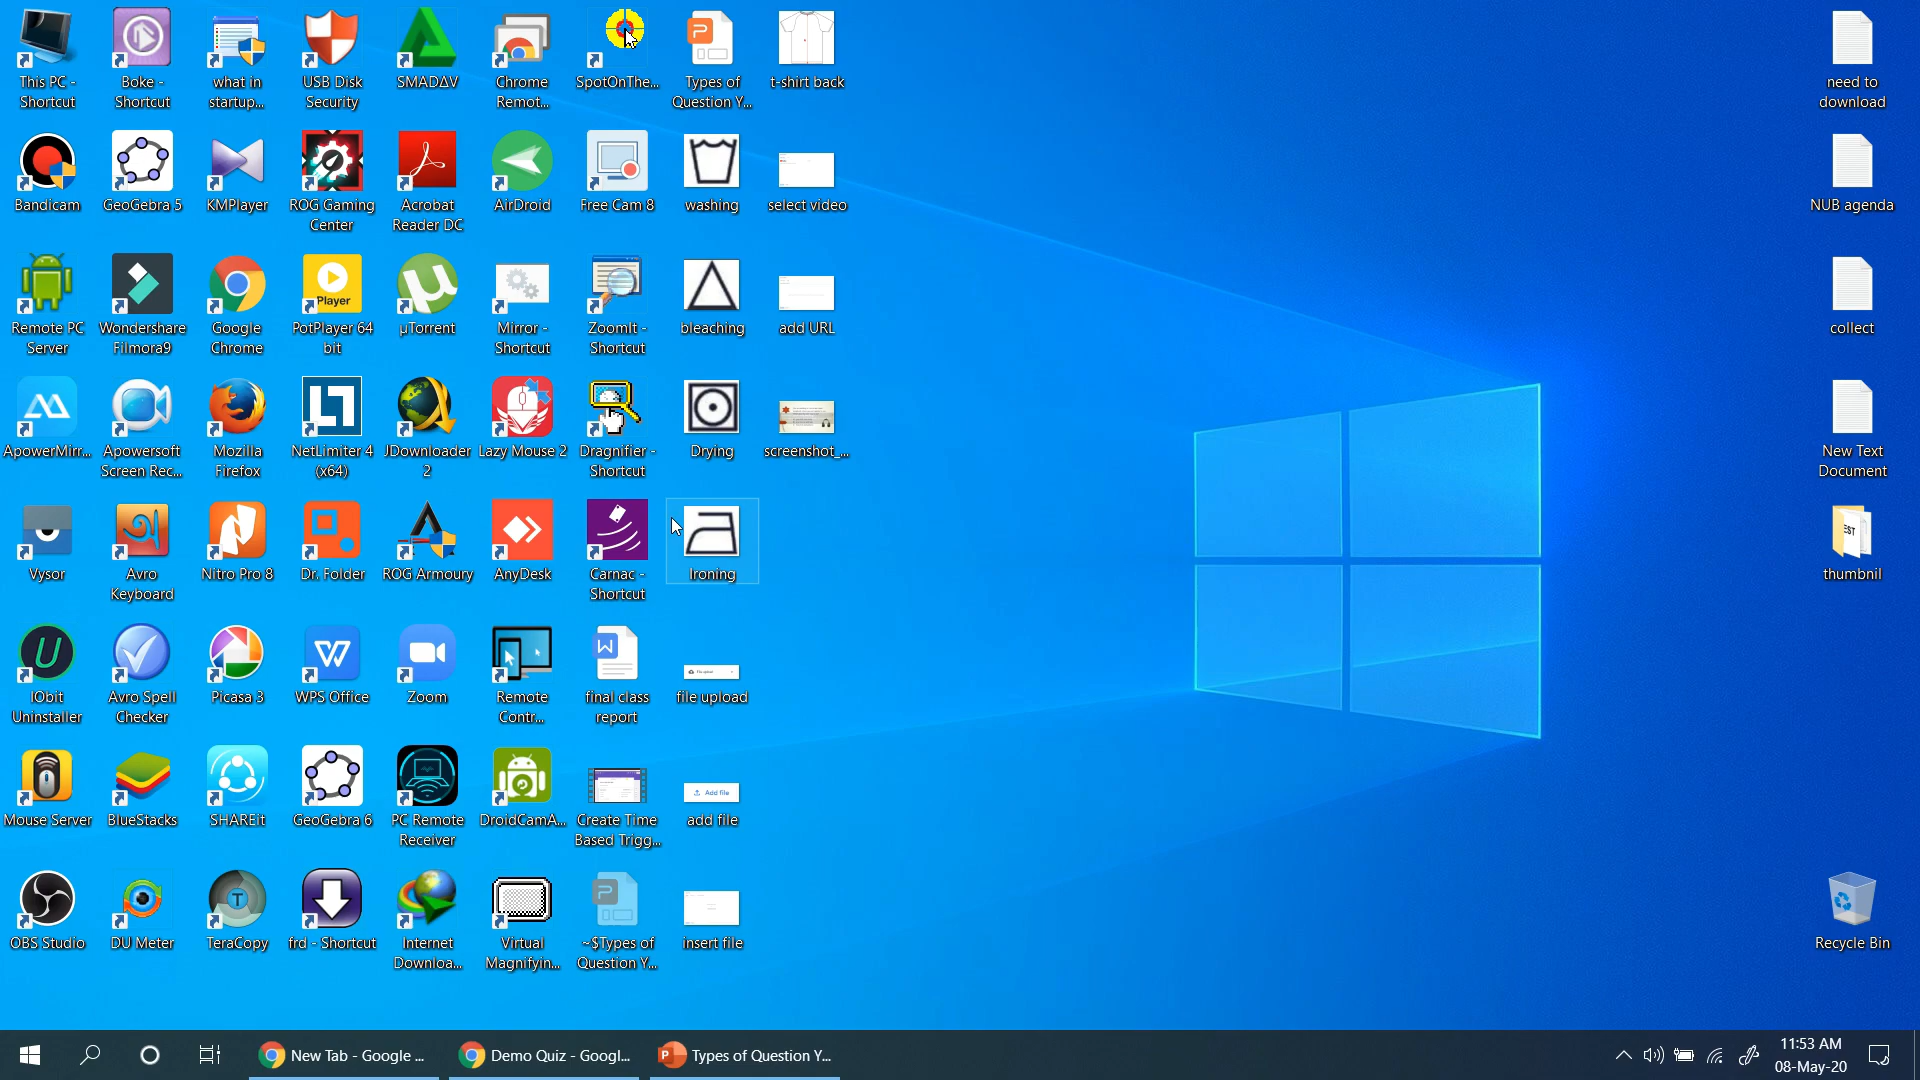 This PC -
Shortcut
Boke -
Shortcut
what in
startup...
USB Disk
Security
SMADΔV
Chrome
Remot...
SpotOnThe...
Types of
Question Y...
t-shirt back
need to
download
Bandicam
GeoGebra 5
KMPlayer
ROG Gaming
Center
Acrobat
Reader DC
AirDroid
Free Cam 8
washing
select video
NUB agenda
Remote PC
Server
Wondershare
Filmora9
Google
Chrome
Player
PotPlayer 64
bit
µTorrent
Mirror -
Shortcut
ZoomIt -
Shortcut
bleaching
add URL
collect
ApowerMirr...
Apowersoft
Screen Rec...
Mozilla
Firefox
NetLimiter 4
(x64)
JDownloader
2
Lazy Mouse 2
Dragnifier -
Shortcut
Drying
screenshot_...
New Text
Document
Vysor
Avro
Keyboard
Nitro Pro 8
Dr. Folder
ROG Armoury
AnyDesk
Carnac -
Shortcut
Ironing
EST
thumbnil
IObit
Uninstaller
Avro Spell
Checker
Picasa 3
WPS Office
Zoom
Remote
Contr...
final class
report
File upload
file upload
Mouse Server
BlueStacks
SHAREit
GeoGebra 6
PC Remote
Receiver
DroidCamA...
Create Time
Based Trigg...
Add file
add file
OBS Studio
DU Meter
TeraCopy
frd - Shortcut
Internet
Downloa...
Virtual
Magnifyin...
~$Types of
Question Y...
insert file
Recycle Bin
New Tab - Google ...
Demo Quiz - Googl...
Types of Question Y...
11:53 AM
08-May-20